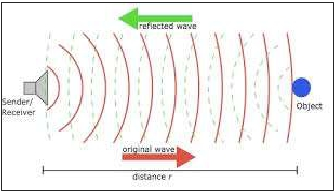 reflected wave
Sender/
Receiver
Object
original wave
distance r